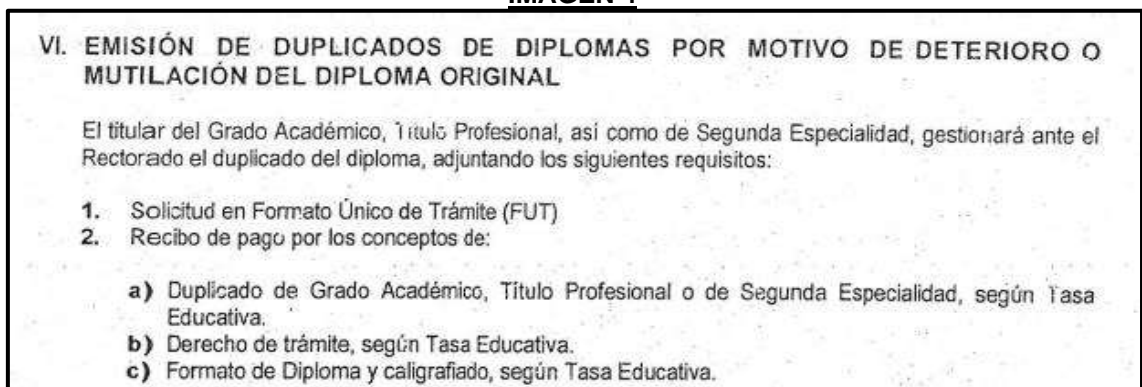 IMAGEN 1
VI. EMISIÓN DE DUPLICADOS DE DIPLOMAS POR MOTIVO DE DETERIORO O
MUTILACIÓN DEL DIPLOMA ORIGINAL
El titular del Grado Académico, Título Profesional, así como de Segunda Especialidad, gestionará ante el
Rectorado el duplicado del diploma, adjuntando los siguientes requisitos:
1. Solicitud en Formato Único de Trámite (FUT)
2. Recibo de pago por los conceptos de:
a) Duplicado de Grado Académico, Título Profesional o de Segunda Especialidad, según Tasa
Educativa.
b) Derecho de trámite, según Tasa Educativa.
c) Formato de Diploma y caligrafiado, según Tasa Educativa.